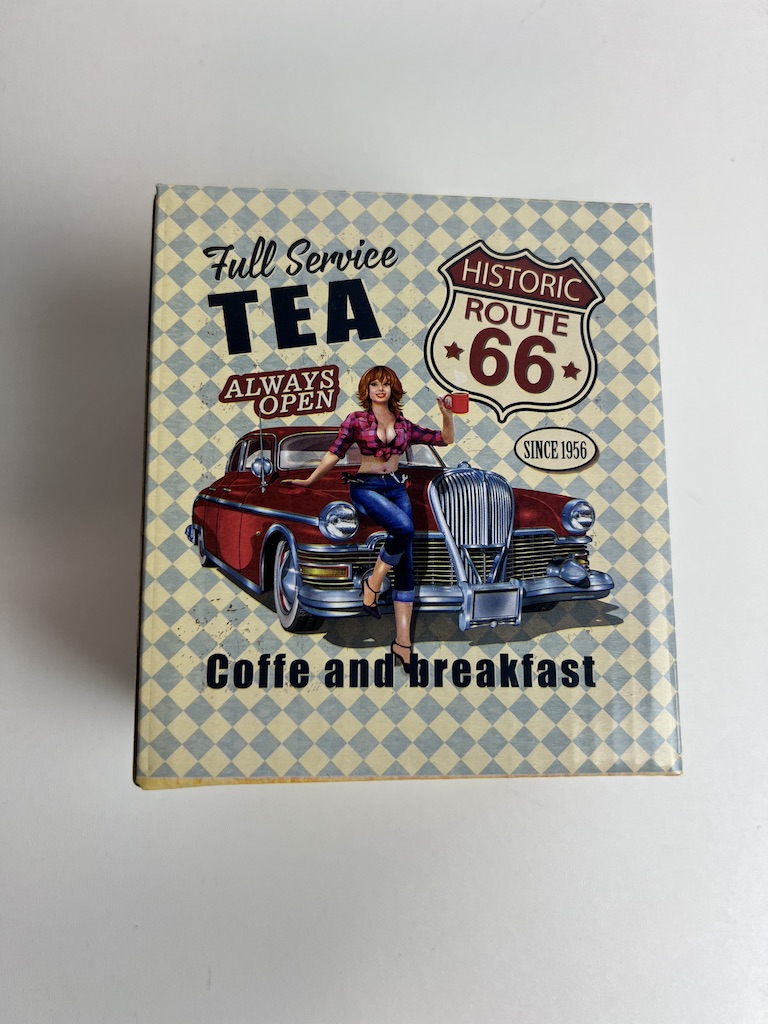 Full Service
TEA
HISTORIC
ROUTE
66
ALWAYS
OPEN
SINCE 1956
Coffe and breakfast